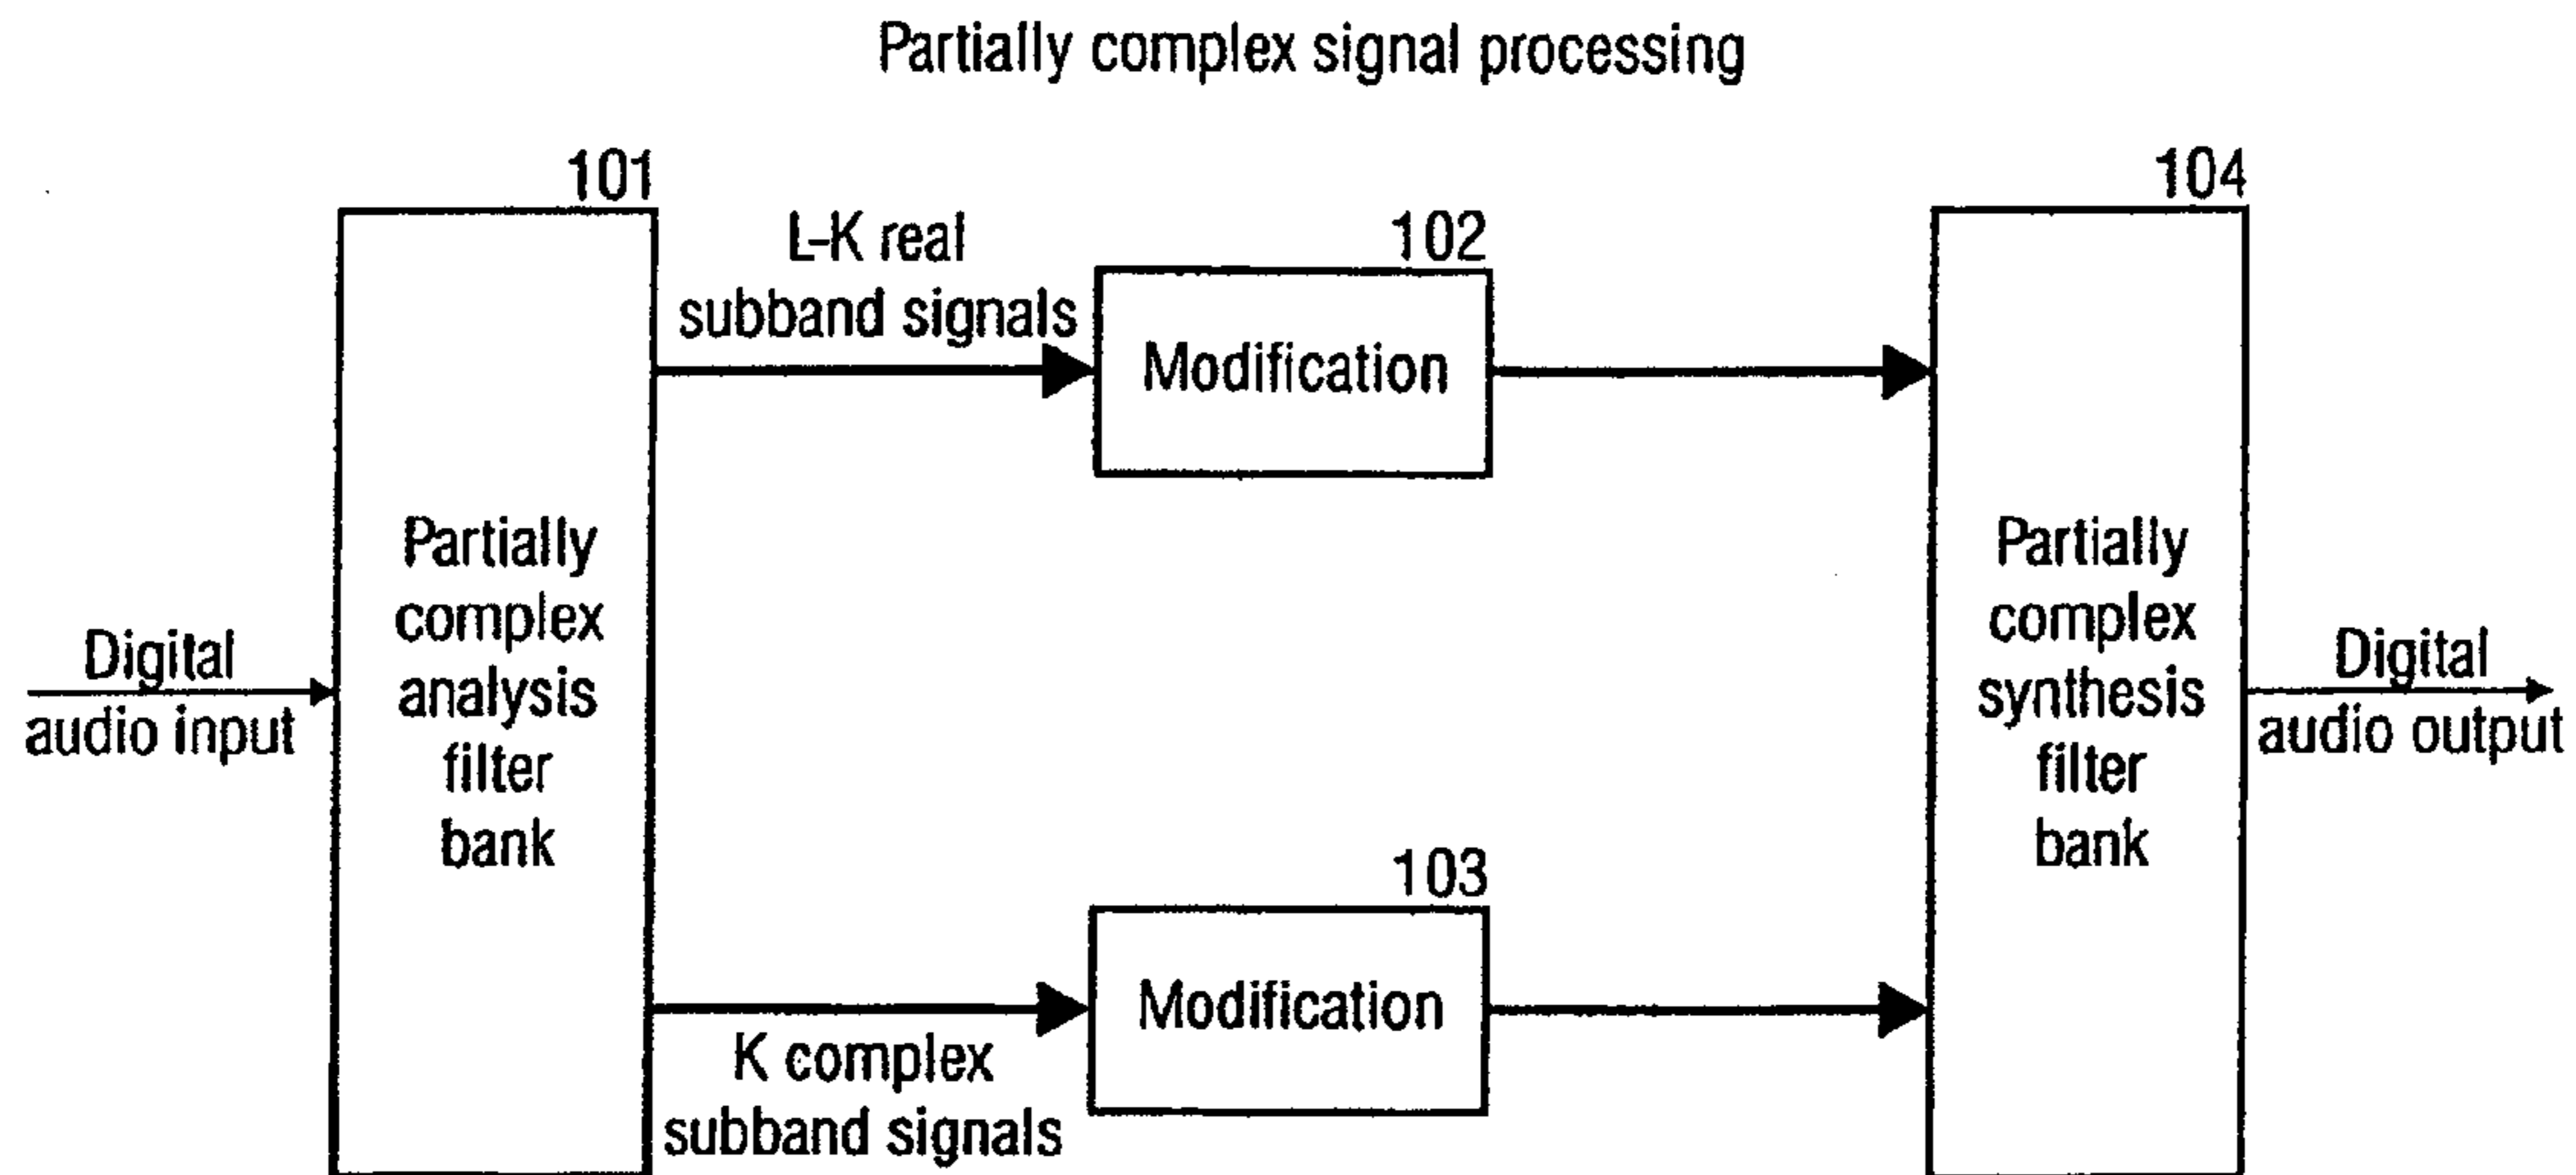 Partially complex signal processing
101
Partially
complex
analysis
filter
bank
Digital
audio input
L-K real
subband signals
102
Modification
K complex
subband signals
103
Modification
104
Partially
complex
synthesis
filter
bank
Digital
audio output